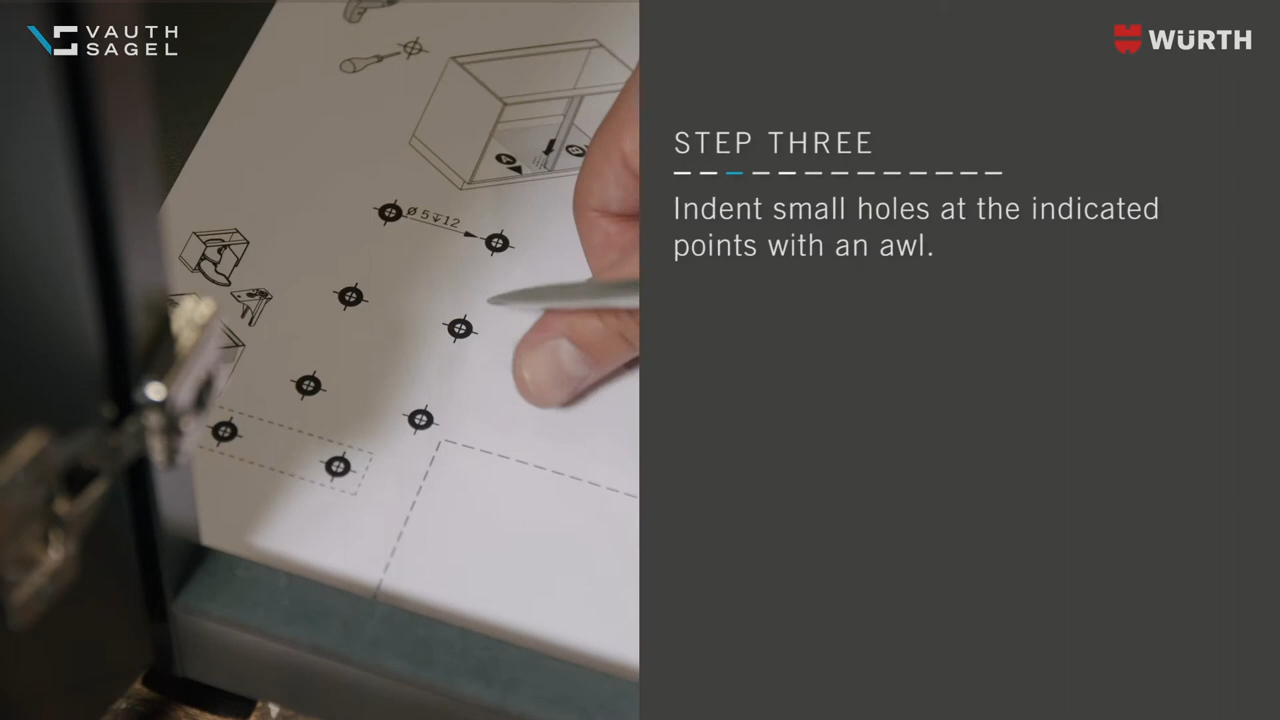 VAUTH
SAGEL
WÜRTH
STEP THREE
Indent small holes at the indicated
points with an awl.
A
B
Ø 5↧12